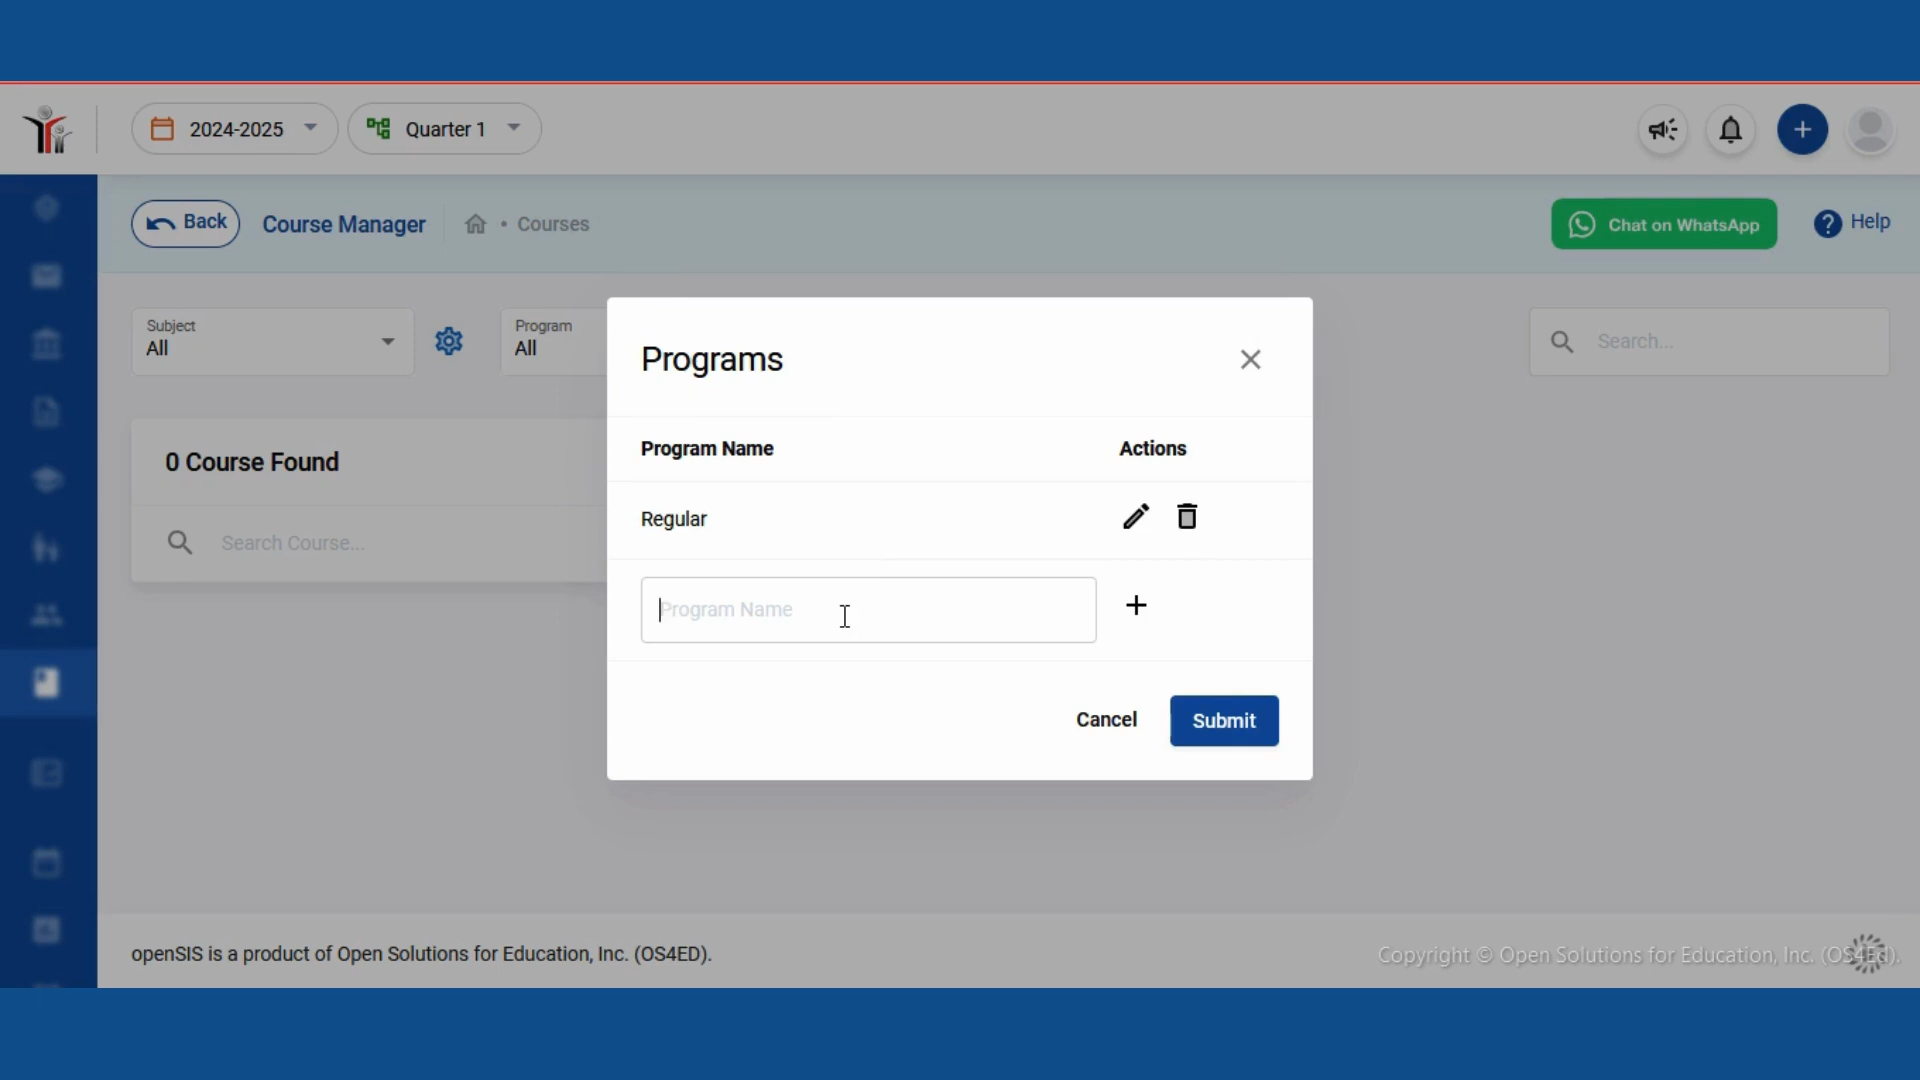 2024-2025
Quarter 1
Back
Course Manager
• Courses
Chat on WhatsApp
? Help
Subject
All
Program
All
Search...
0 Course Found
Search Course...
Programs
Program Name
Actions
Regular
Program Name
Cancel
Submit
openSIS is a product of Open Solutions for Education, Inc. (OS4ED).
Copyright © Open Solutions for Education, Inc. (OS4Ed).